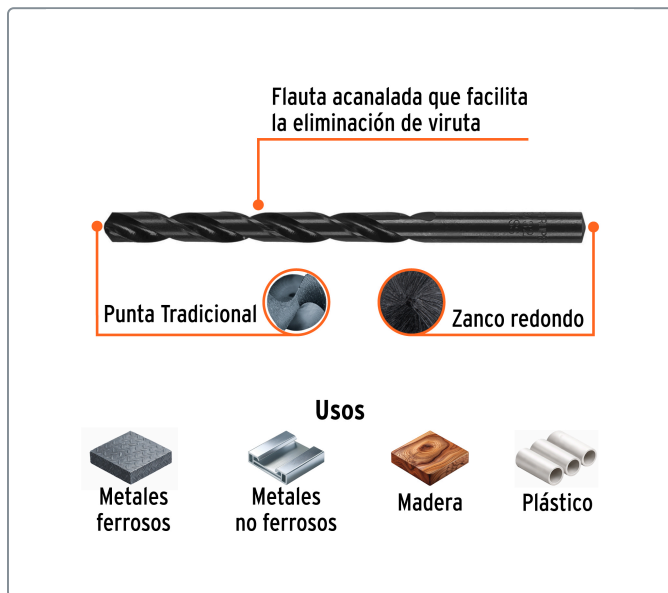 Flauta acanalada que facilita
la eliminación de viruta
Punta Tradicional
Zanco redondo
Usos
Metales
ferrosos
Metales
no ferrosos
Madera
Plástico